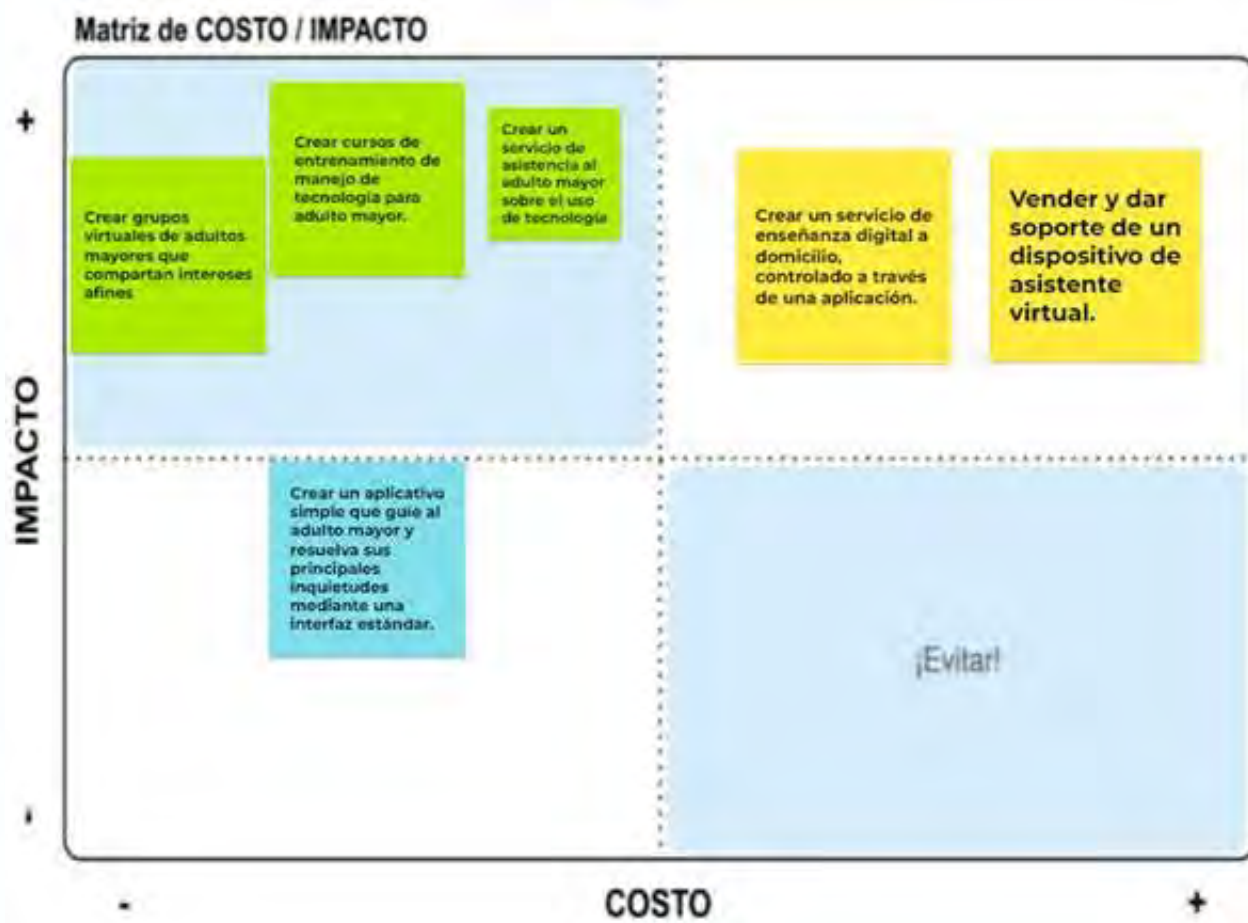 Matriz de COSTO / IMPACTO
+
Crear grupos
virtuales de adultos
mayores que
compartan intereses
afines
Crear cursos de
entrenamiento de
manejo de
tecnología para
adulto mayor.
Crear un
servicio de
asistencia al
adulto mayor
sobre el uso
de tecnología
Crear un servicio de
enseñanza digital a
domicilio,
controlado a través
de una aplicación.
Vender y dar
soporte de un
dispositivo de
asistente
virtual.
IMPACTO
Crear un aplicativo
simple que guíe al
adulto mayor y
resuelva sus
principales
inquietudes
mediante una
interfaz estándar.
¡Evitar!
-
-
COSTO
+